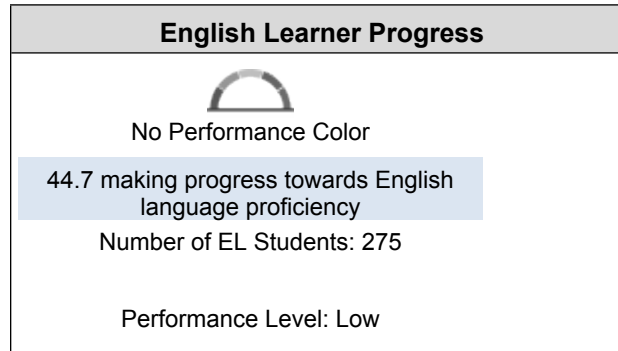 English Learner Progress
No Performance Color
44.7 making progress towards English
language proficiency
Number of EL Students: 275
Performance Level: Low